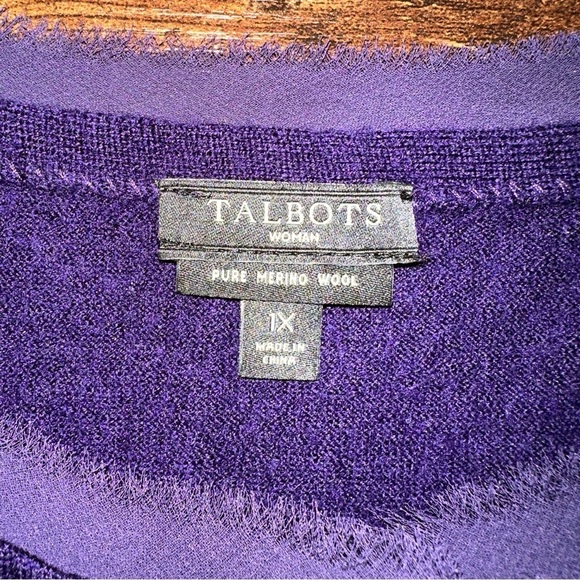 TALBOTS
WOMAN
PURE MERINO WOOL
1X
MADE IN
CHINA